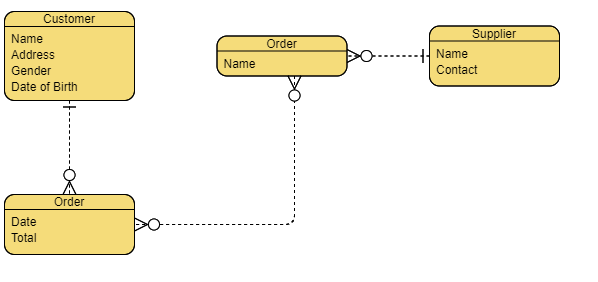 Customer
Name
Address
Gender
Date of Birth
Order
Name
Supplier
Name
Contact
Order
Date
Total